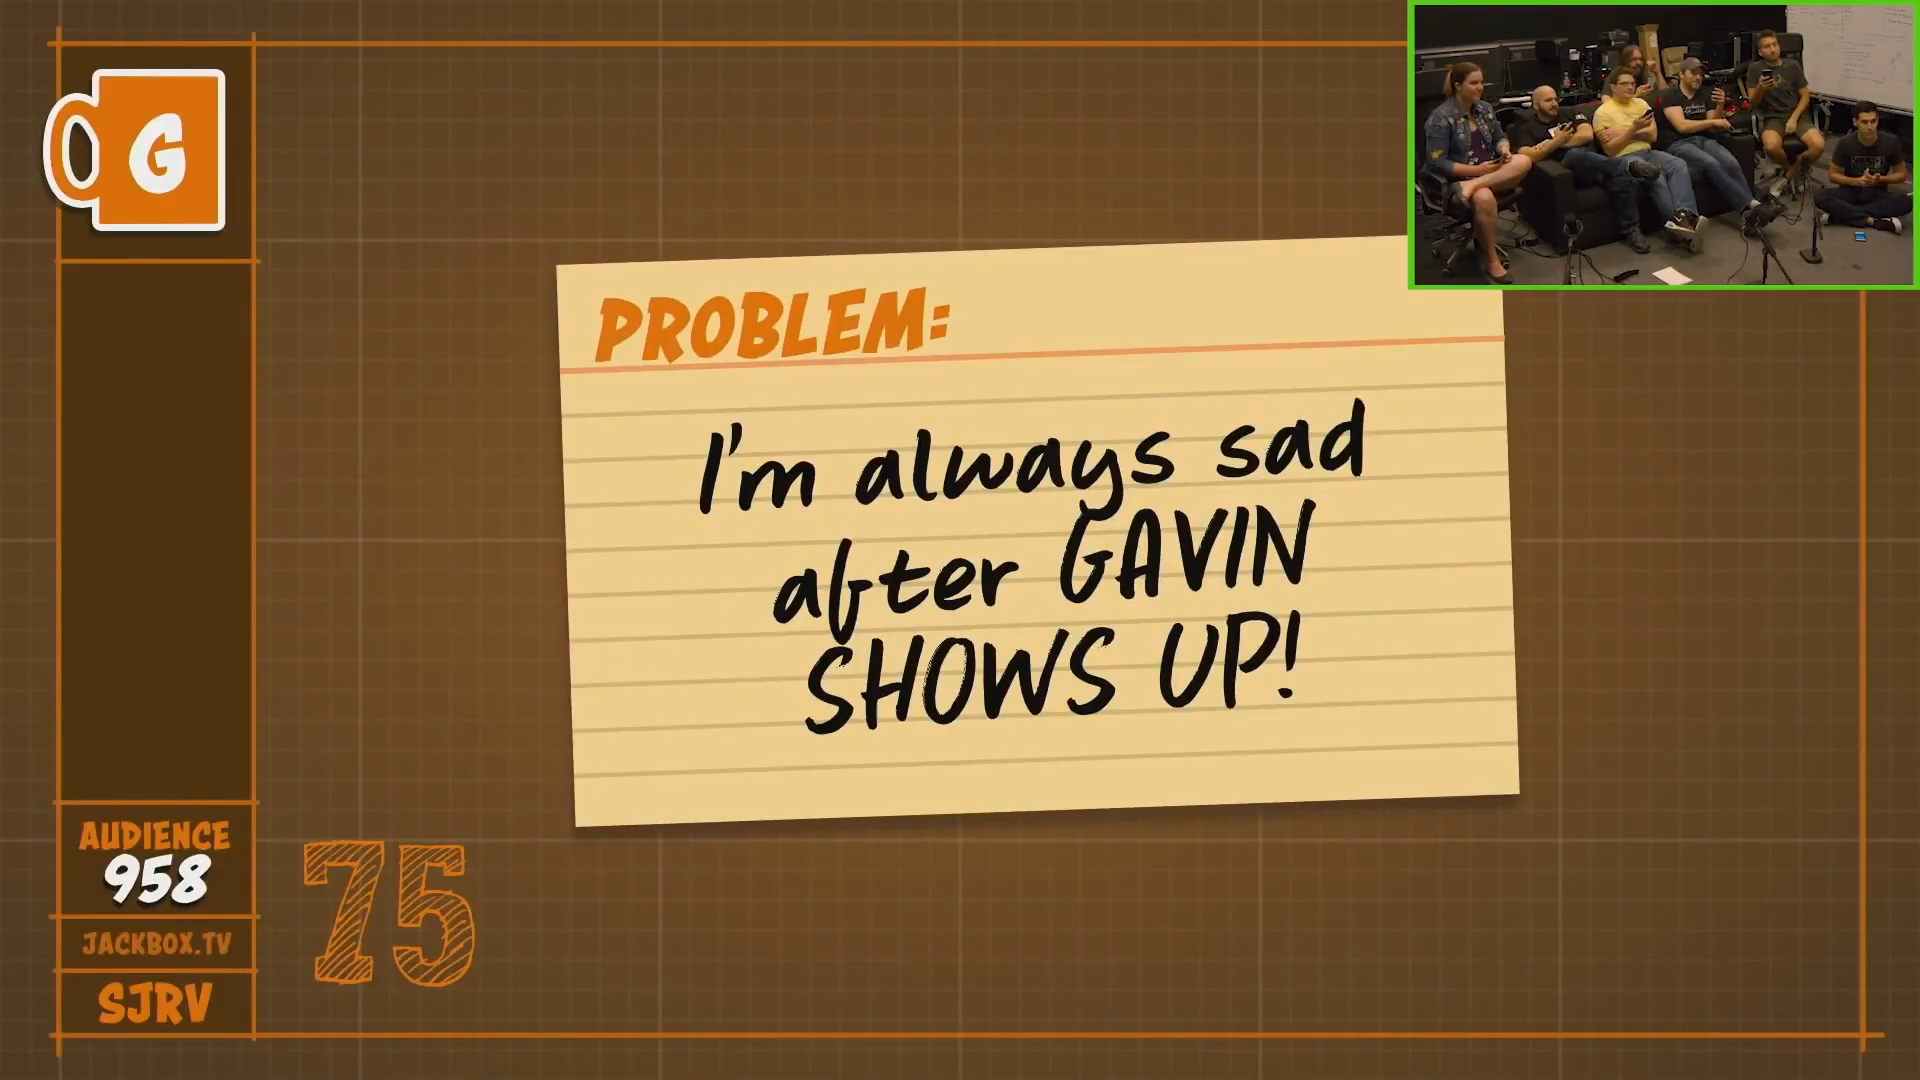 G
PROBLEM:
I'm always sad
after GAVIN
SHOWS UP!
AUDIENCE
958
JACKBOX.TV
SJRV
75